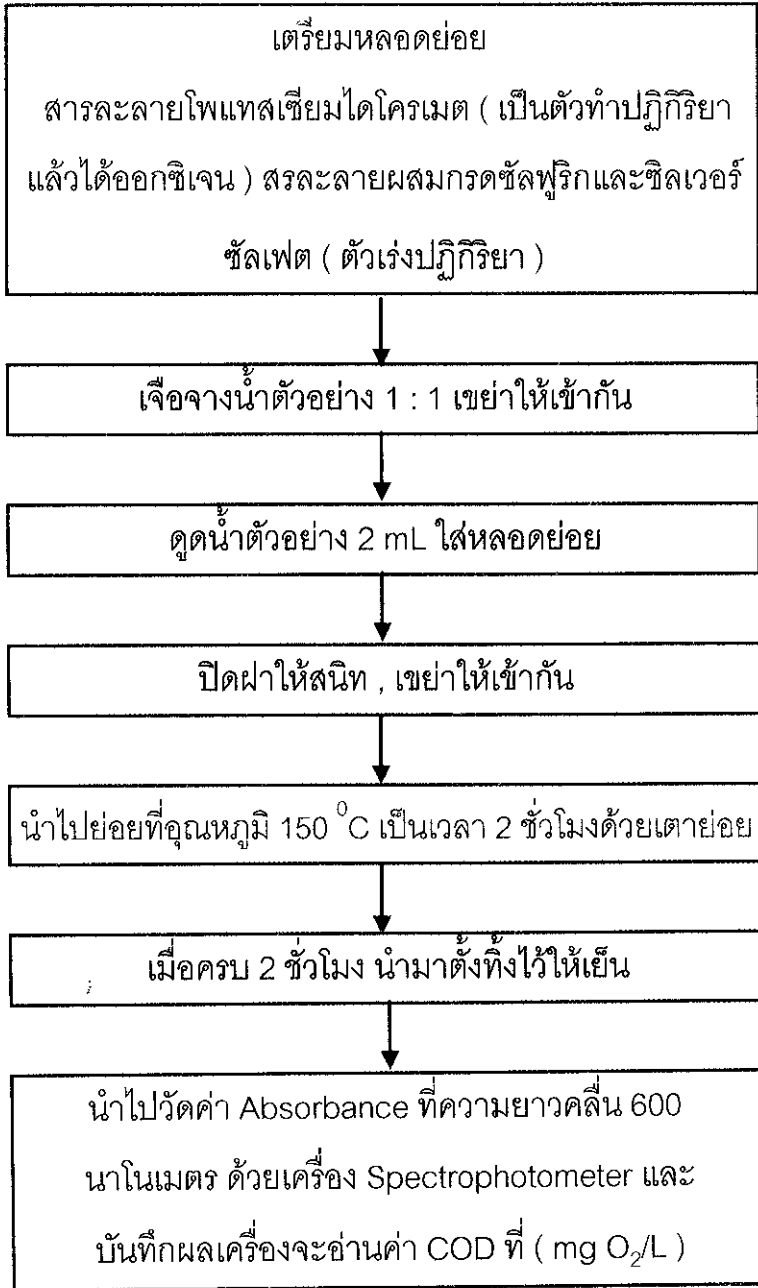 เตรียมหลอดย่อย
สารละลายโพแทสเซียมไดโครเมต ( เป็นตัวทำปฏิกิริยา
แล้วได้ออกซิเจน ) สรละลายผสมกรดซัลฟูริกและซิลเวอร์
ซัลเฟต ( ตัวเร่งปฏิกิริยา )
เจือจางน้ำตัวอย่าง 1 : 1 เขย่าให้เข้ากัน
ดูดน้ำตัวอย่าง 2 mL ใส่หลอดย่อย
ปิดฝาให้สนิท , เขย่าให้เข้ากัน
นำไปย่อยที่อุณหภูมิ 150 ⁰C เป็นเวลา 2 ชั่วโมงด้วยเตาย่อย
เมื่อครบ 2 ชั่วโมง นำมาตั้งทิ้งไว้ให้เย็น
นำไปวัดค่า Absorbance ที่ความยาวคลื่น 600
นาโนเมตร ด้วยเครื่อง Spectrophotometer และ
บันทึกผลเครื่องจะอ่านค่า COD ที่ ( mg O₂/L )